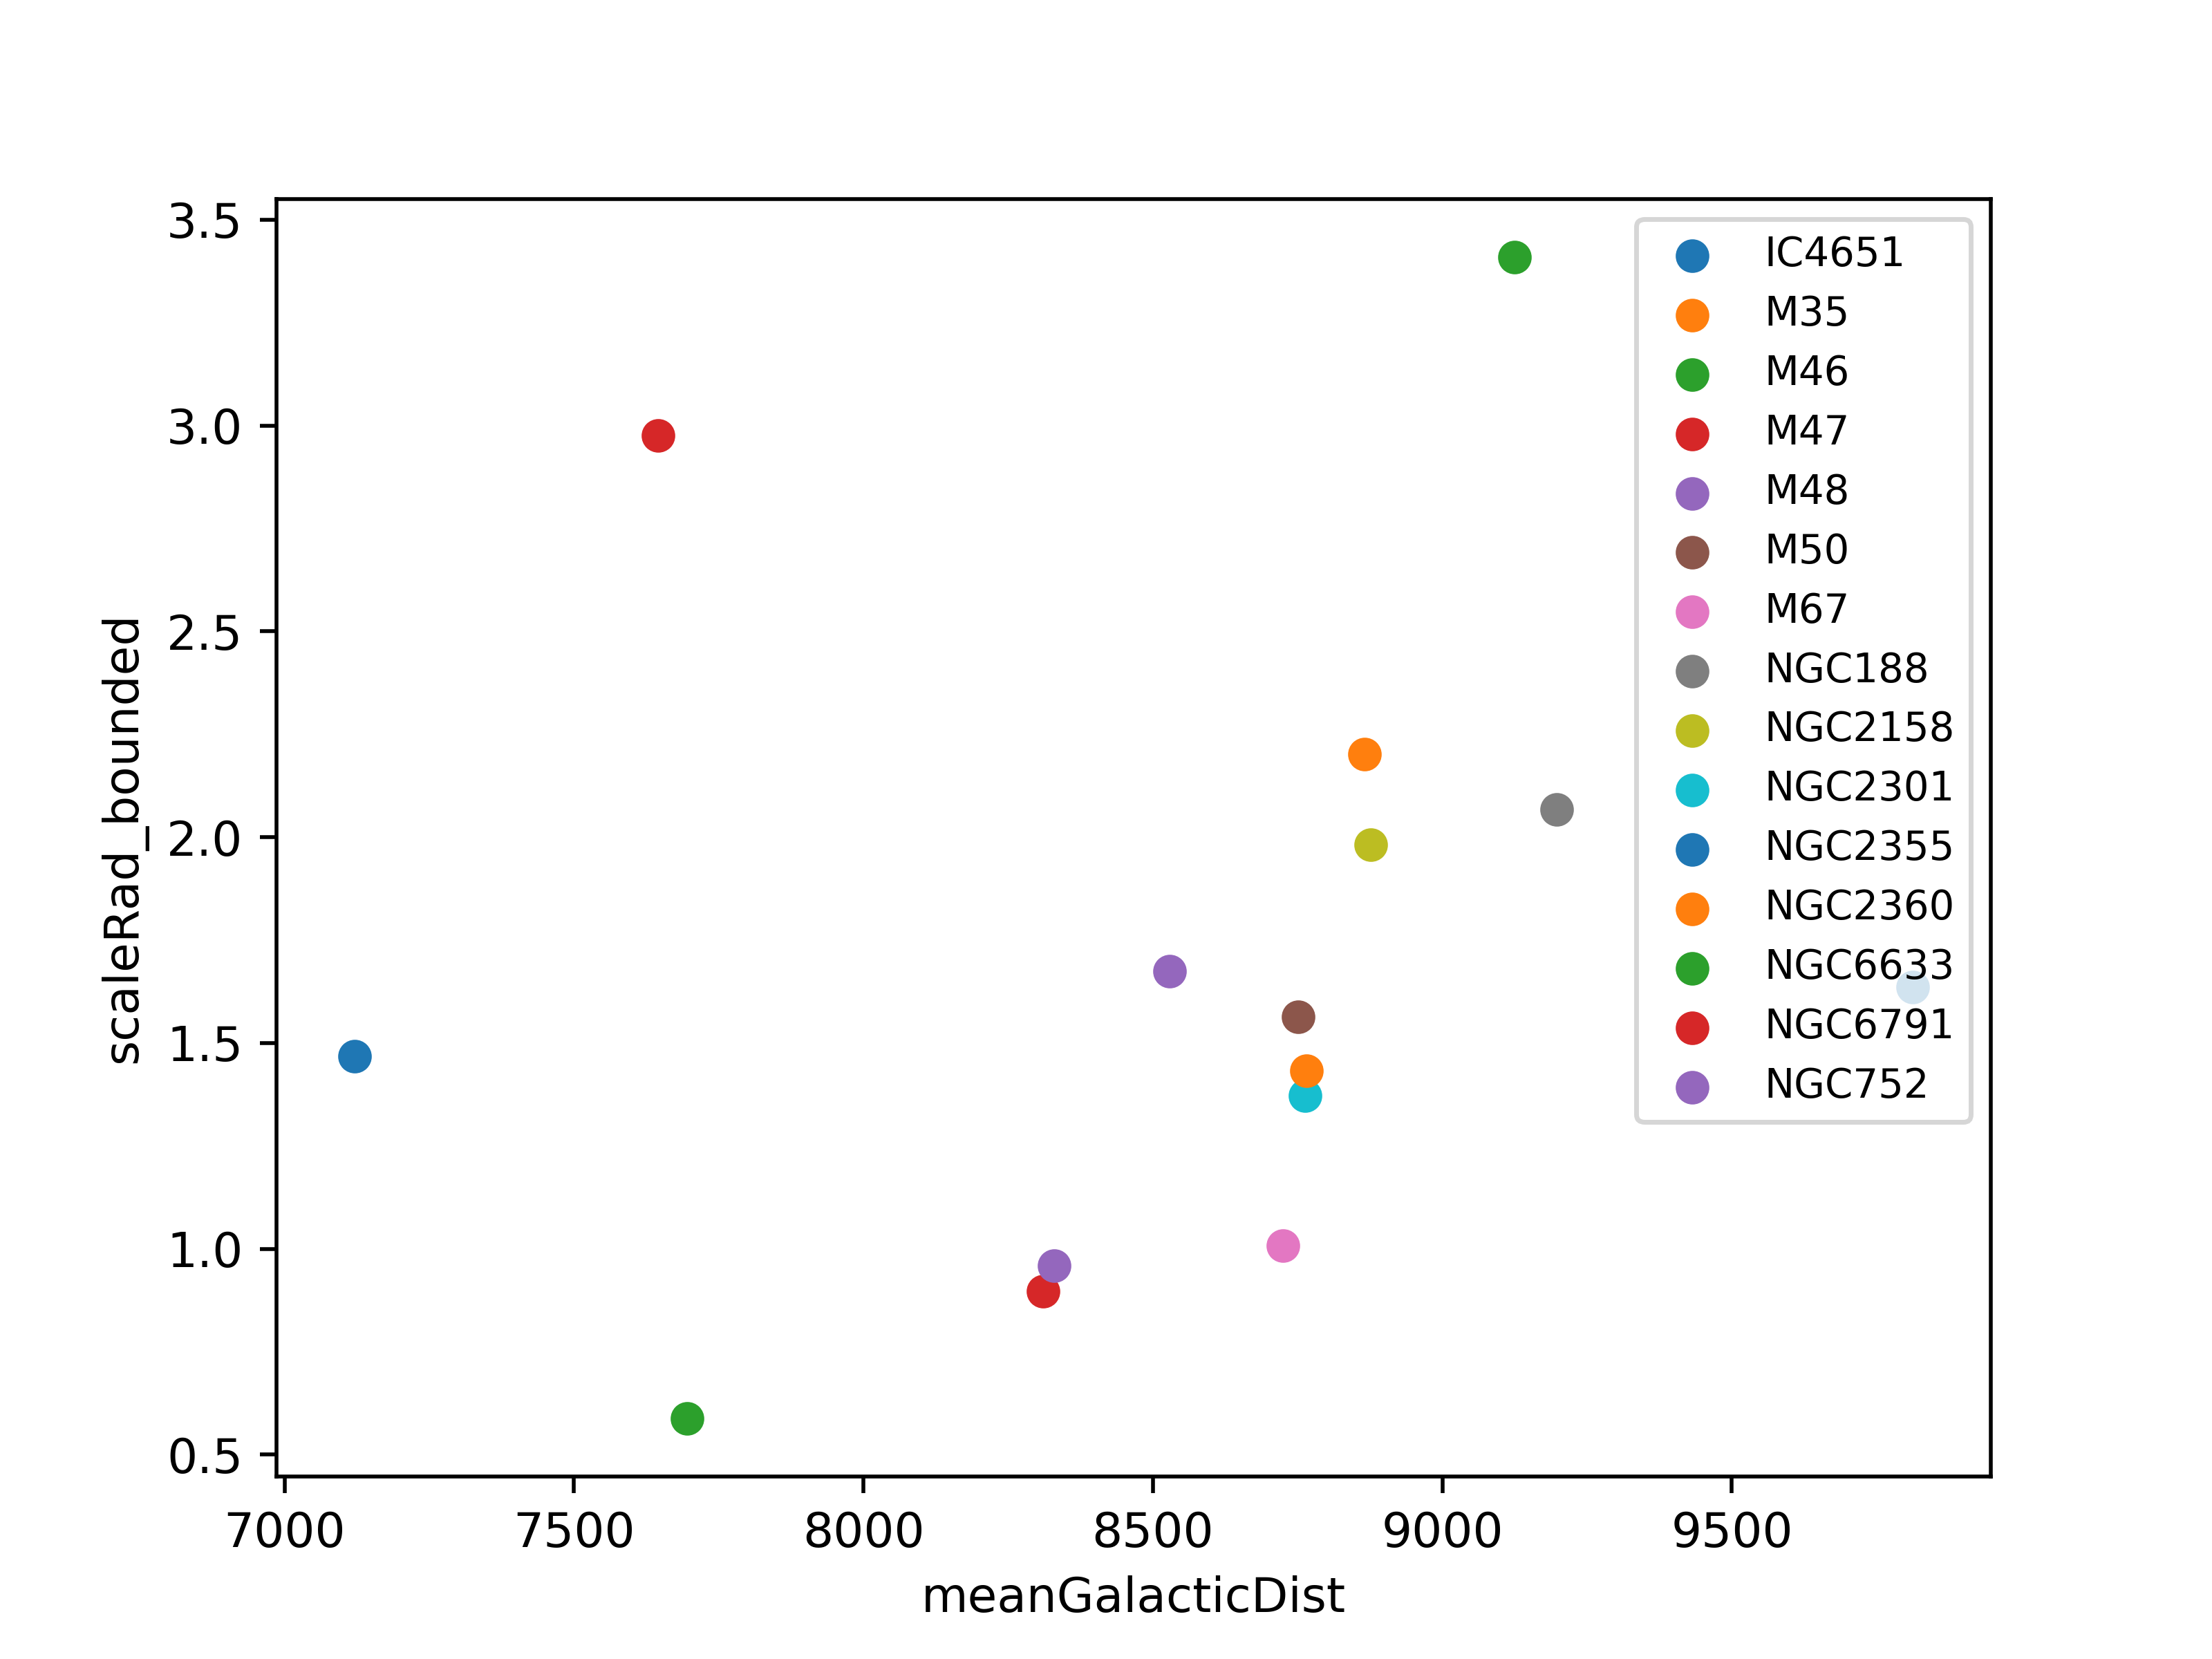 3.5
3.0
2.5
2.0
1.5
1.0
0.5
scaleRad_bounded
7000 7500 8000 8500 9000 9500
meanGalacticDist
IC4651
M35
M46
M47
M48
M50
M67
NGC188
NGC2158
NGC2301
NGC2355
NGC2360
NGC6633
NGC6791
NGC752